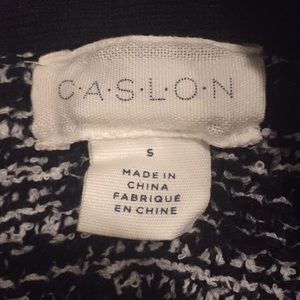 C·A·S·L·O·N
S
MADE IN
CHINA
FABRIQUÉ
EN CHINE